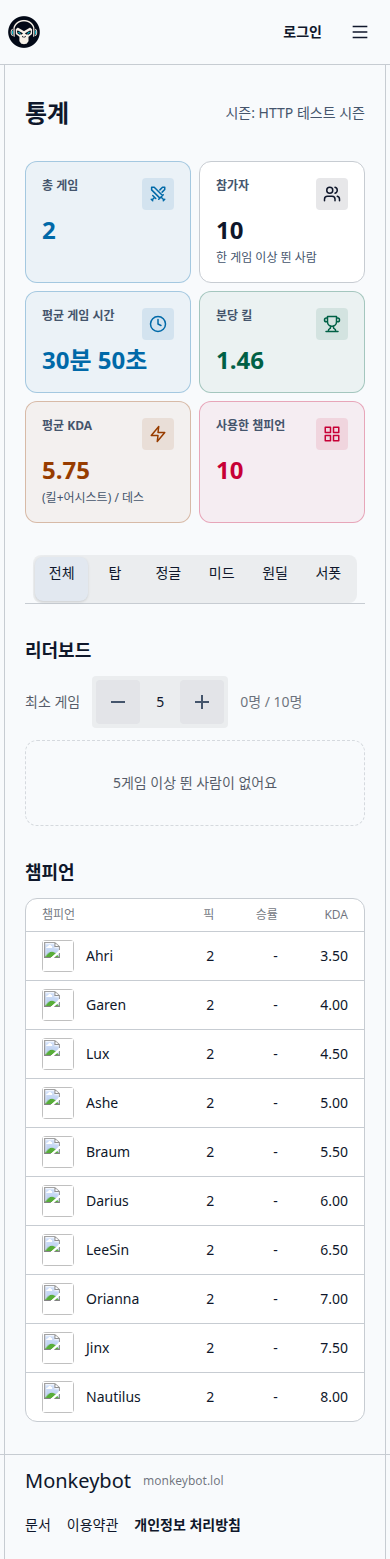 로그인
통계
시즌: HTTP 테스트 시즌
총 게임
2
참가자
10
한 게임 이상 뛴 사람
평균 게임 시간
30분 50초
분당 킬
1.46
평균 KDA
5.75
(킬+어시스트) / 데스
사용한 챔피언
10
전체 탑 정글 미드 원딜 서폿
리더보드
최소 게임 5 0명 / 10명
5게임 이상 뛴 사람이 없어요
챔피언
챔피언 픽 승률 KDA
Ahri 2 - 3.50
Garen 2 - 4.00
Lux 2 - 4.50
Ashe 2 - 5.00
Braum 2 - 5.50
Darius 2 - 6.00
LeeSin 2 - 6.50
Orianna 2 - 7.00
Jinx 2 - 7.50
Nautilus 2 - 8.00
Monkeybot monkeybot.lol
문서 이용약관 개인정보 처리방침